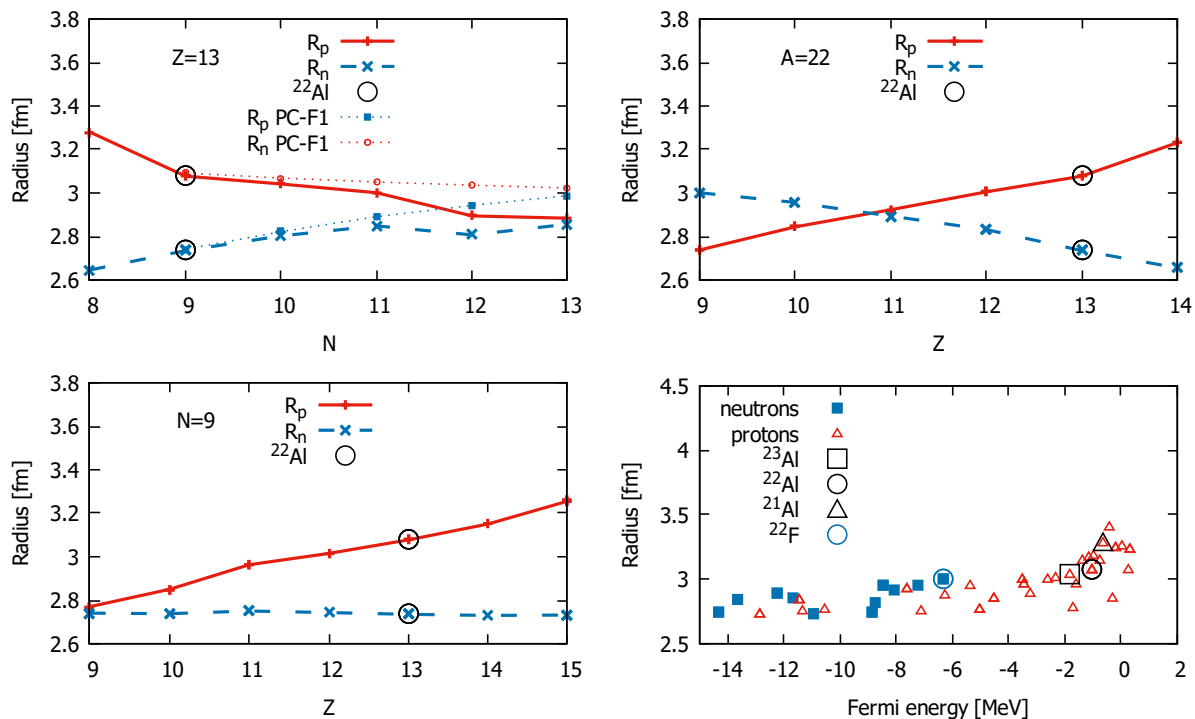 3.8
3.6
3.4
3.2
3
2.8
2.6
Radius [fm]
Z=13
R_p
R_n
²²Al
R_p PC-F1
R_n PC-F1
8 9 10 11 12 13
N
3.8
3.6
3.4
3.2
3
2.8
2.6
Radius [fm]
A=22
R_p
R_n
²²Al
9 10 11 12 13 14
Z
3.8
3.6
3.4
3.2
3
2.8
2.6
Radius [fm]
N=9
R_p
R_n
²²Al
9 10 11 12 13 14 15
Z
4.5
4
3.5
3
2.5
Radius [fm]
neutrons
protons
²³Al
²²Al
²¹Al
²²F
-14 -12 -10 -8 -6 -4 -2 0 2
Fermi energy [MeV]